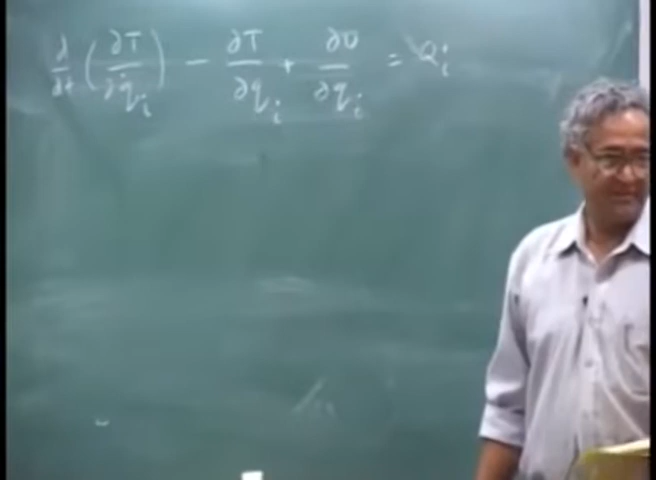 d/dt (∂T/∂q̇ᵢ) − ∂T/∂qᵢ + ∂U/∂qᵢ = Qᵢ